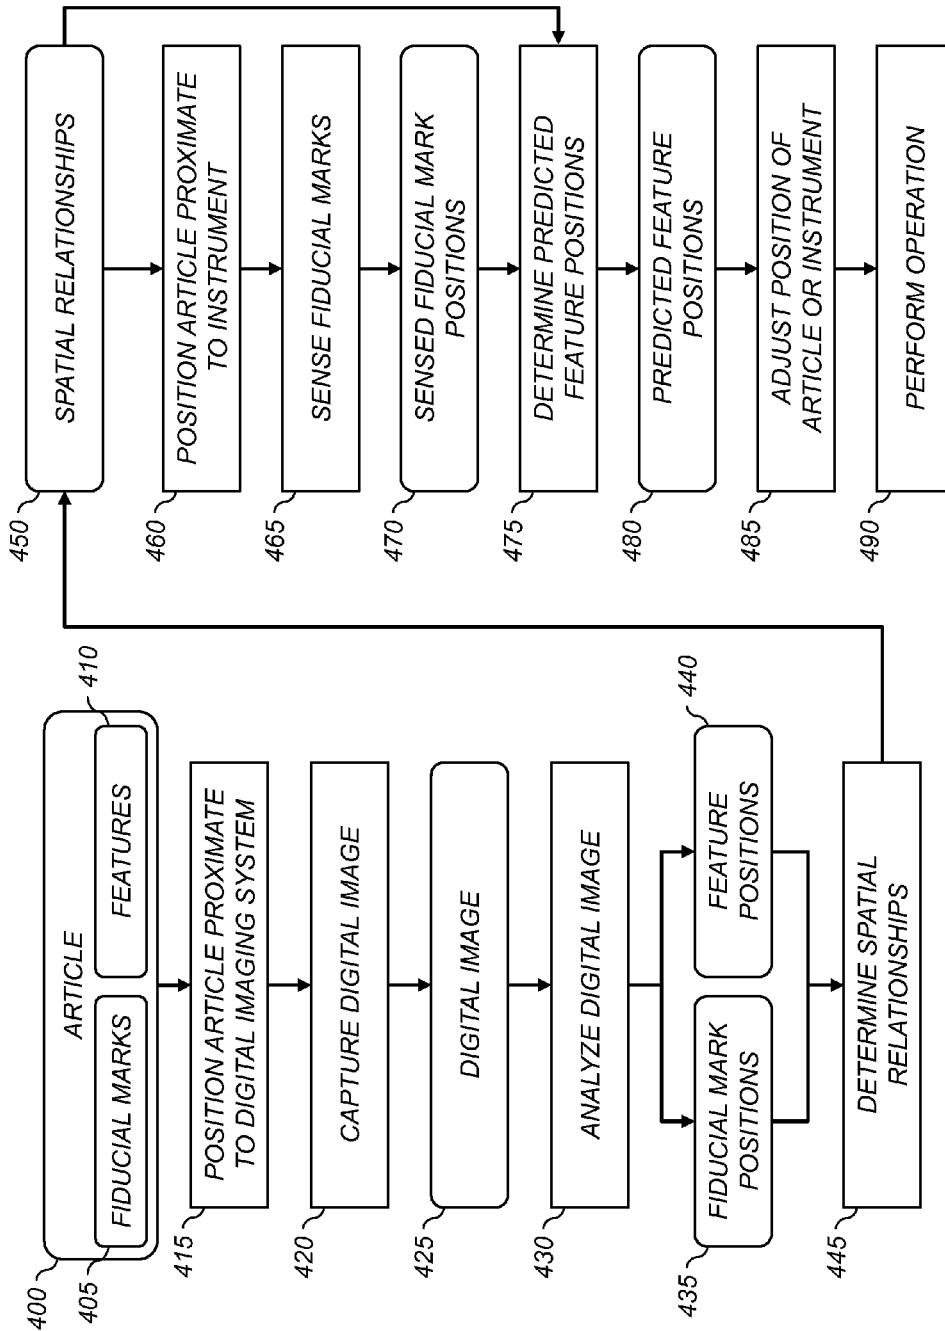 400
ARTICLE
405
FIDUCIAL MARKS
410
FEATURES
415
POSITION ARTICLE PROXIMATE
TO DIGITAL IMAGING SYSTEM
420
CAPTURE DIGITAL IMAGE
425
DIGITAL IMAGE
430
ANALYZE DIGITAL IMAGE
435
FIDUCIAL MARK
POSITIONS
440
FEATURE
POSITIONS
445
DETERMINE SPATIAL
RELATIONSHIPS
450
SPATIAL RELATIONSHIPS
460
POSITION ARTICLE PROXIMATE
TO INSTRUMENT
465
SENSE FIDUCIAL MARKS
470
SENSED FIDUCIAL MARK
POSITIONS
475
DETERMINE PREDICTED
FEATURE POSITIONS
480
PREDICTED FEATURE
POSITIONS
485
ADJUST POSITION OF
ARTICLE OR INSTRUMENT
490
PERFORM OPERATION